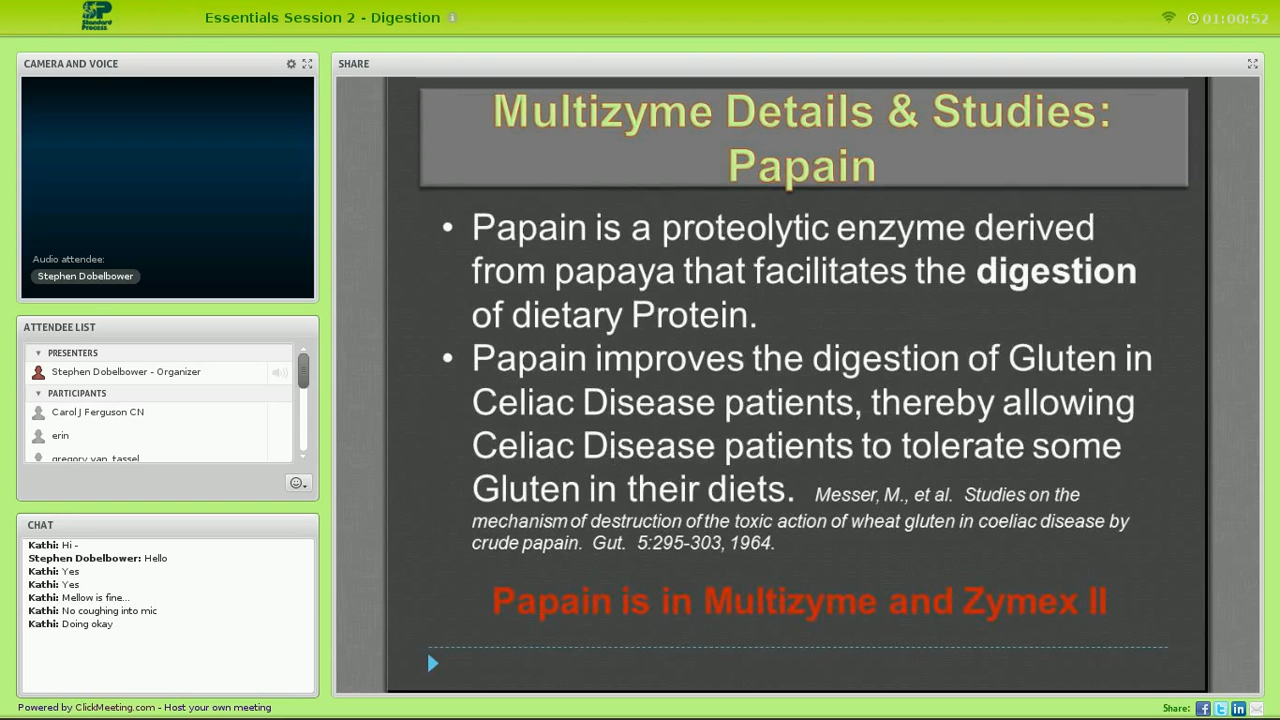 SP
Standard
Process
Essentials Session 2 - Digestion
01:00:52
CAMERA AND VOICE
Audio attendee:
Stephen Dobelbower
ATTENDEE LIST
PRESENTERS
Stephen Dobelbower - Organizer
PARTICIPANTS
Carol J Ferguson CN
erin
gregory van_tassel
CHAT
Kathi: Hi -
Stephen Dobelbower: Hello
Kathi: Yes
Kathi: Yes
Kathi: Mellow is fine...
Kathi: No coughing into mic
Kathi: Doing okay
SHARE
Multizyme Details & Studies:
Papain
• Papain is a proteolytic enzyme derived
from papaya that facilitates the digestion
of dietary Protein.
• Papain improves the digestion of Gluten in
Celiac Disease patients, thereby allowing
Celiac Disease patients to tolerate some
Gluten in their diets. Messer, M., et al. Studies on the
mechanism of destruction of the toxic action of wheat gluten in coeliac disease by
crude papain. Gut. 5:295-303, 1964.
Papain is in Multizyme and Zymex II
Powered by ClickMeeting.com - Host your own meeting
Share: